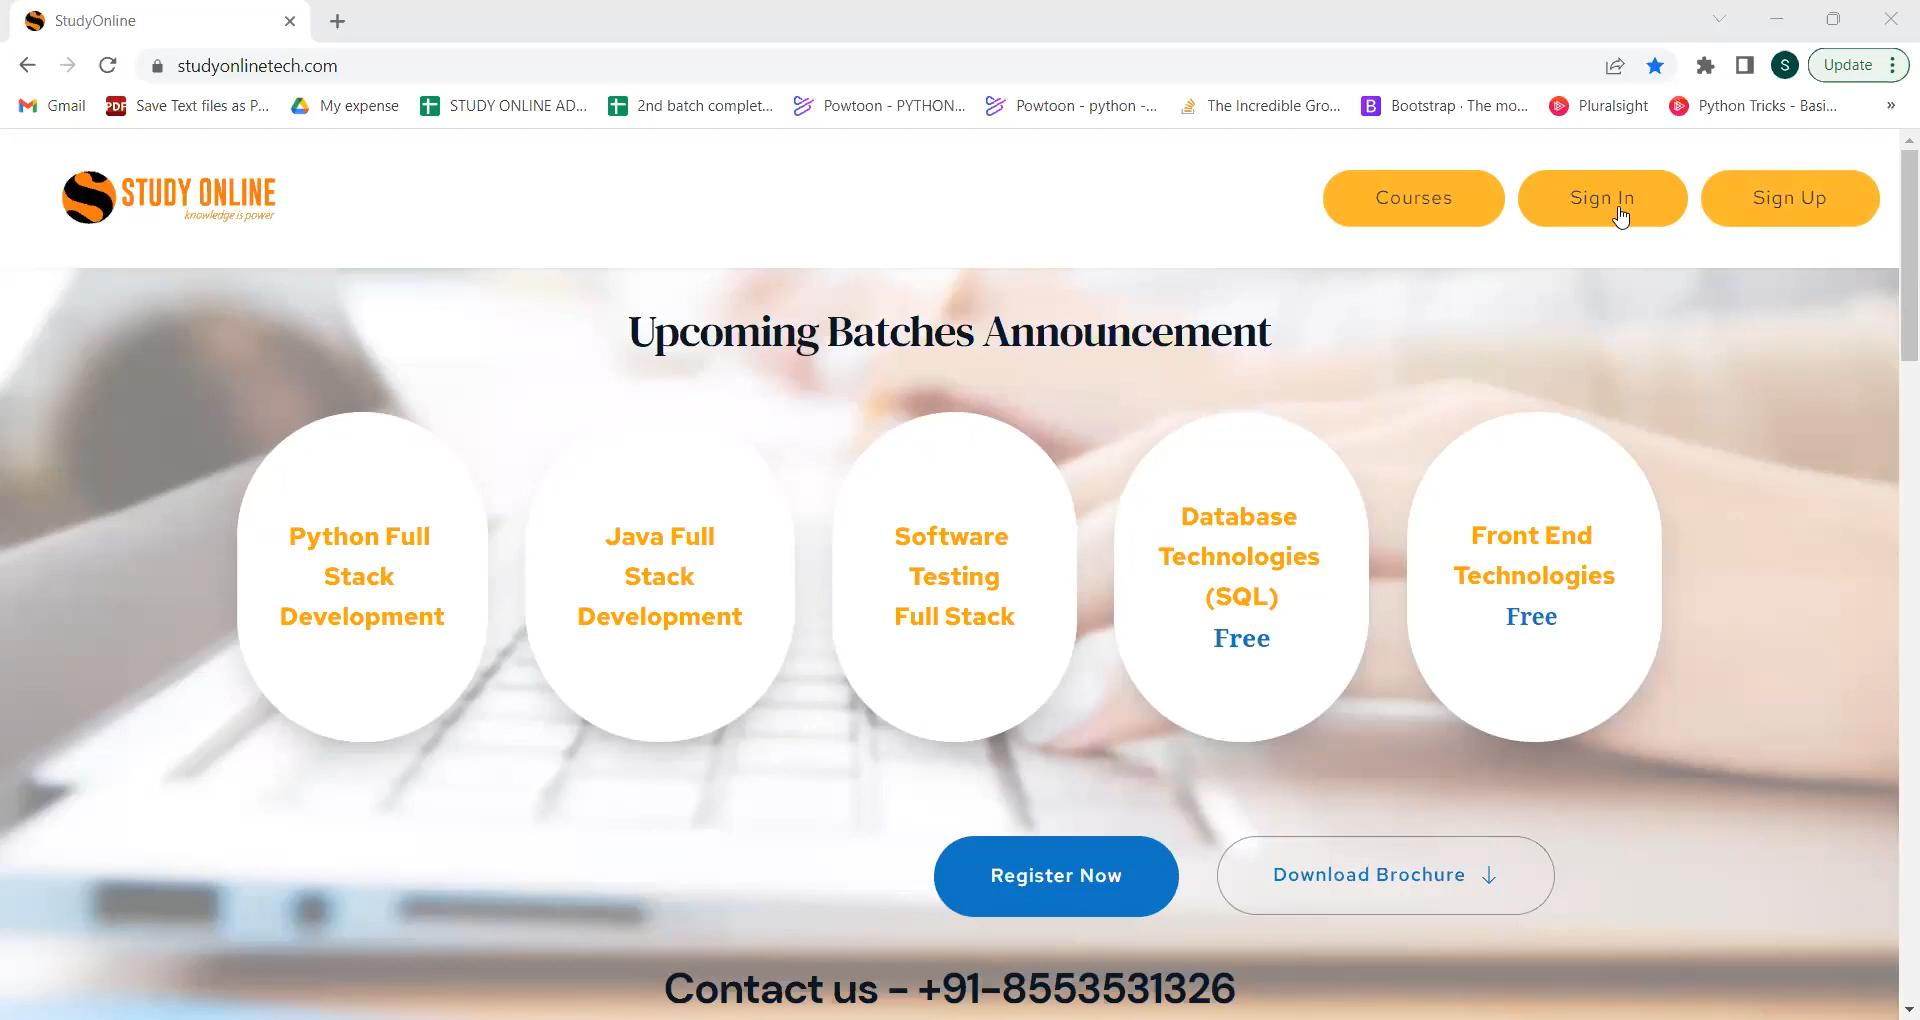 StudyOnline
studyonlinetech.com
S
Update
Gmail
PDF
Save Text files as P...
My expense
STUDY ONLINE AD...
2nd batch complet...
Powtoon - PYTHON...
Powtoon - python -...
The Incredible Gro...
B
Bootstrap · The mo...
Pluralsight
Python Tricks - Basi...
»
STUDY ONLINE
knowledge is power
Courses
Sign In
Sign Up
Upcoming Batches Announcement
Python Full
Stack
Development
Java Full
Stack
Development
Software
Testing
Full Stack
Database
Technologies
(SQL)
Free
Front End
Technologies
Free
Register Now
Download Brochure ↓
Contact us - +91-8553531326